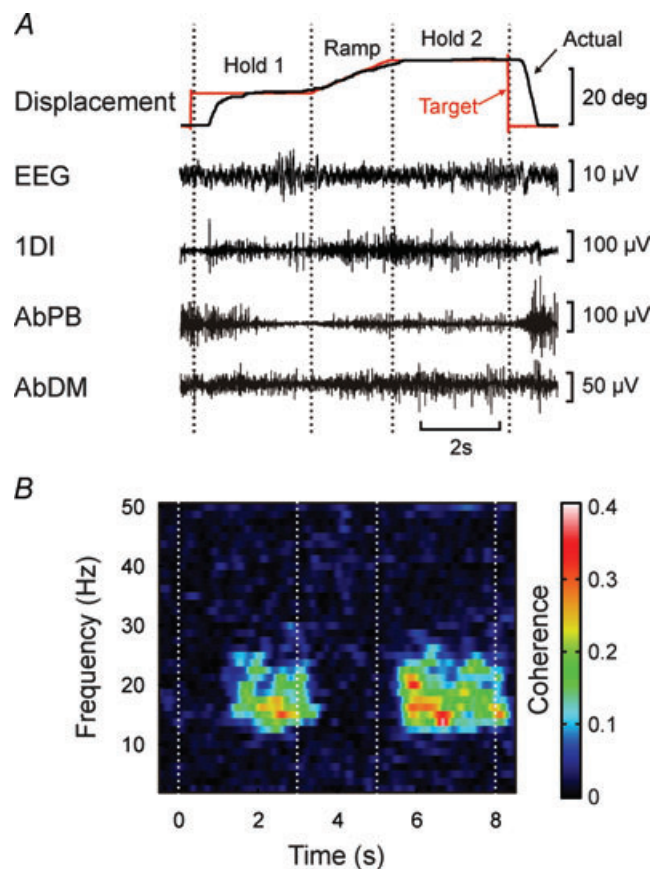 A
Hold 1
Ramp
Hold 2
Actual
Displacement
Target
20 deg
EEG
10 µV
1DI
100 µV
AbPB
100 µV
AbDM
50 µV
2s
B
50
40
30
20
10
Frequency (Hz)
0 2 4 6 8
Time (s)
0.4
0.3
0.2
0.1
0
Coherence